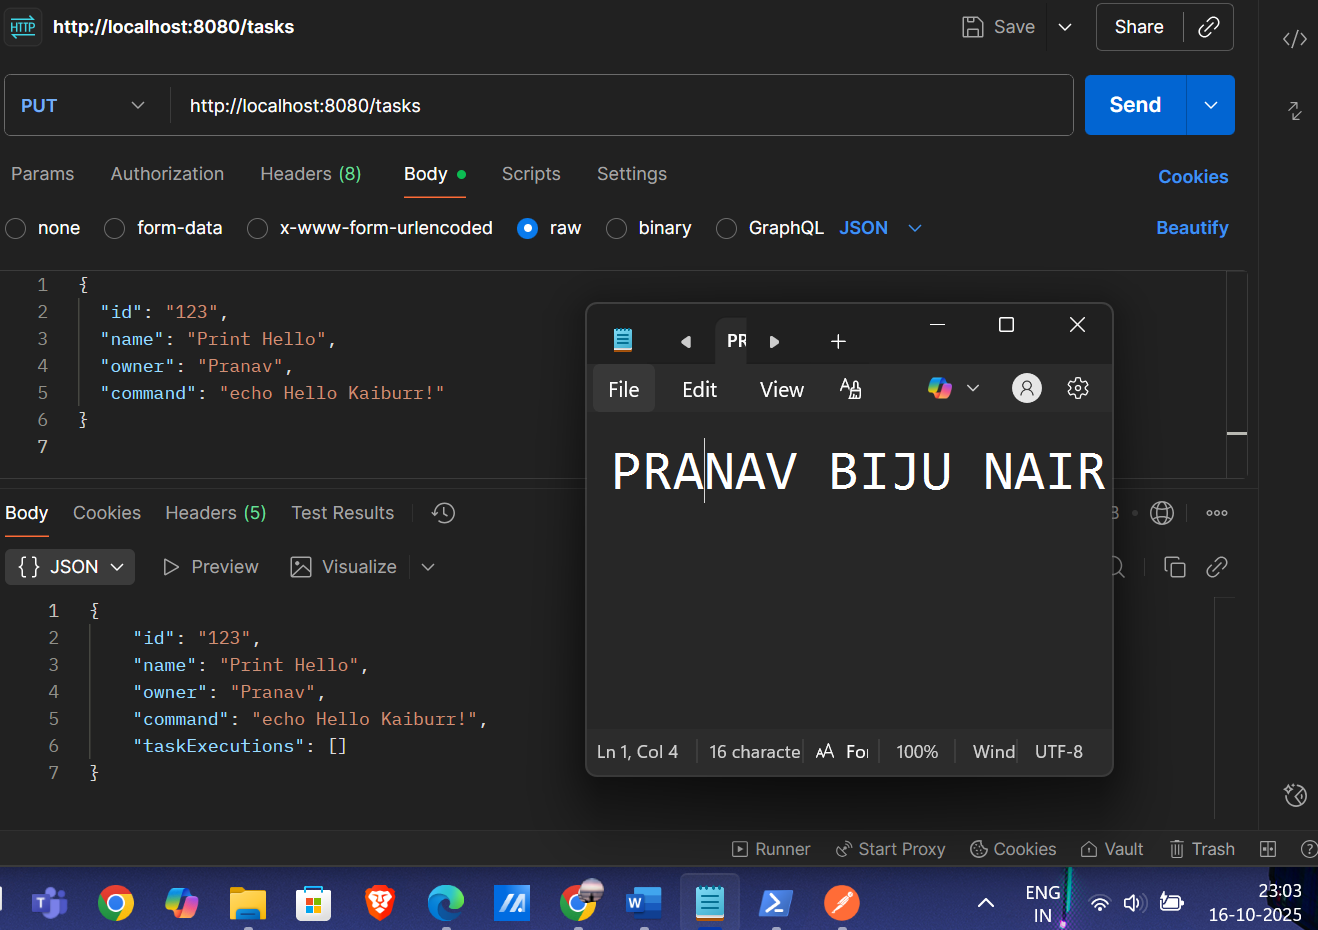 HTTP http://localhost:8080/tasks Save Share
PUT http://localhost:8080/tasks Send
Params Authorization Headers (8) Body Scripts Settings Cookies
none form-data x-www-form-urlencoded raw binary GraphQL JSON Beautify
1 {
2 "id": "123",
3 "name": "Print Hello",
4 "owner": "Pranav",
5 "command": "echo Hello Kaiburr!"
6 }
7
PR
File Edit View
PRANAV BIJU NAIR
Ln 1, Col 4 16 characte 100% Wind UTF-8
Body Cookies Headers (5) Test Results
{} JSON Preview Visualize
1 {
2 "id": "123",
3 "name": "Print Hello",
4 "owner": "Pranav",
5 "command": "echo Hello Kaiburr!",
6 "taskExecutions": []
7 }
Runner Start Proxy Cookies Vault Trash
ENG 23:03
IN 16-10-2025